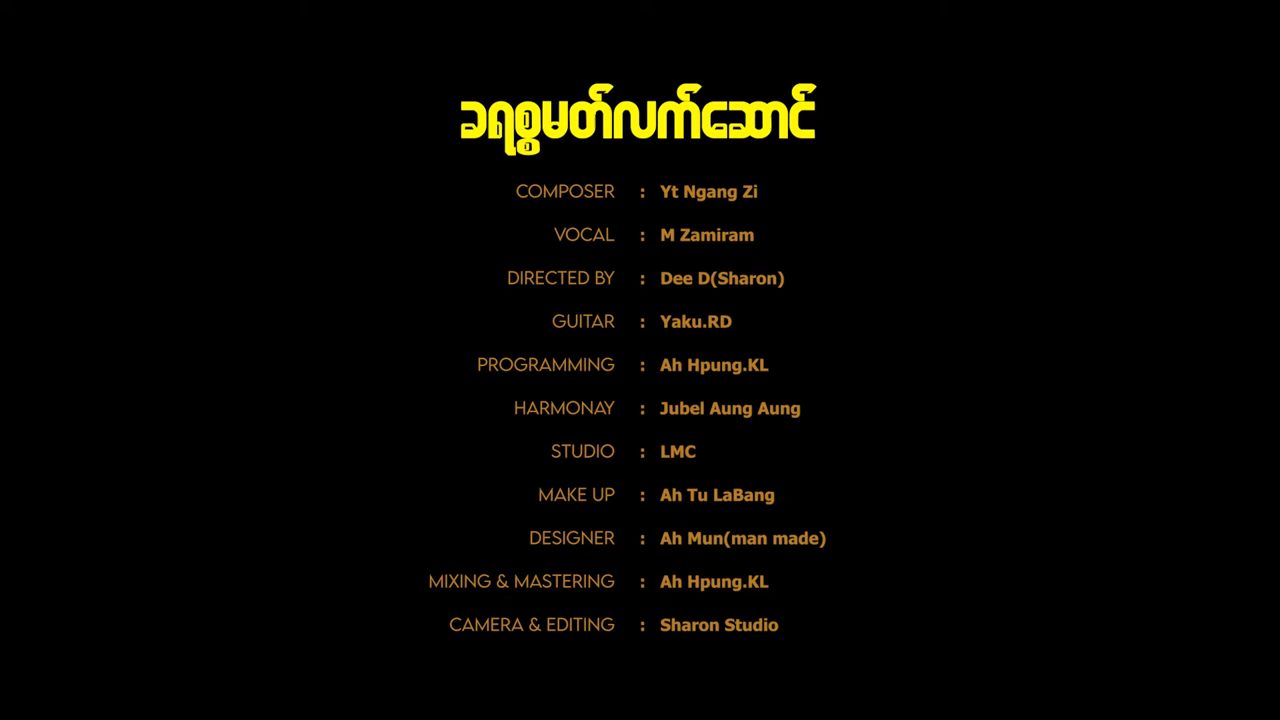 ခရစ္စမတ်လက်ဆောင်
COMPOSER : Yt Ngang Zi
VOCAL : M Zamiram
DIRECTED BY : Dee D(Sharon)
GUITAR : Yaku.RD
PROGRAMMING : Ah Hpung.KL
HARMONAY : Jubel Aung Aung
STUDIO : LMC
MAKE UP : Ah Tu LaBang
DESIGNER : Ah Mun(man made)
MIXING & MASTERING : Ah Hpung.KL
CAMERA & EDITING : Sharon Studio